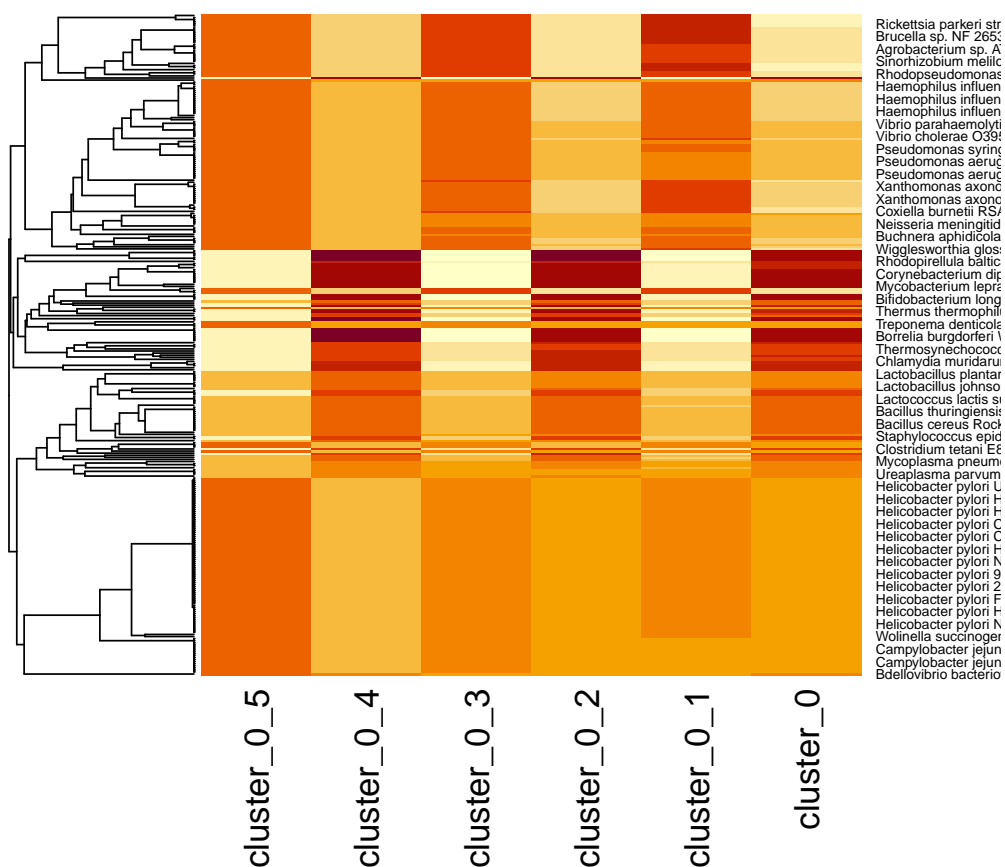 Rickettsia parkeri str
Brucella sp. NF 2653
Agrobacterium sp. A
Sinorhizobium melilo
Rhodopseudomonas
Haemophilus influen
Haemophilus influen
Haemophilus influen
Vibrio parahaemolyti
Vibrio cholerae O395
Pseudomonas syring
Pseudomonas aerug
Pseudomonas aerug
Xanthomonas axono
Xanthomonas axono
Coxiella burnetii RSA
Neisseria meningitid
Buchnera aphidicola
Wigglesworthia gloss
Rhodopirellula baltic
Corynebacterium dip
Mycobacterium lepra
Bifidobacterium long
Thermus thermophilu
Treponema denticola
Borrelia burgdorferi
Thermosynechococ
Chlamydia muridaru
Lactobacillus plantar
Lactobacillus johnso
Lactococcus lactis su
Bacillus thuringiensis
Bacillus cereus Rock
Staphylococcus epid
Clostridium tetani E8
Mycoplasma pneumo
Ureaplasma parvum
Helicobacter pylori U
Helicobacter pylori H
Helicobacter pylori H
Helicobacter pylori C
Helicobacter pylori C
Helicobacter pylori H
Helicobacter pylori N
Helicobacter pylori 9
Helicobacter pylori 2
Helicobacter pylori F
Helicobacter pylori H
Helicobacter pylori N
Wolinella succinogen
Campylobacter jejun
Campylobacter jejun
Bdellovibrio bacterio
cluster_0_5
cluster_0_4
cluster_0_3
cluster_0_2
cluster_0_1
cluster_0